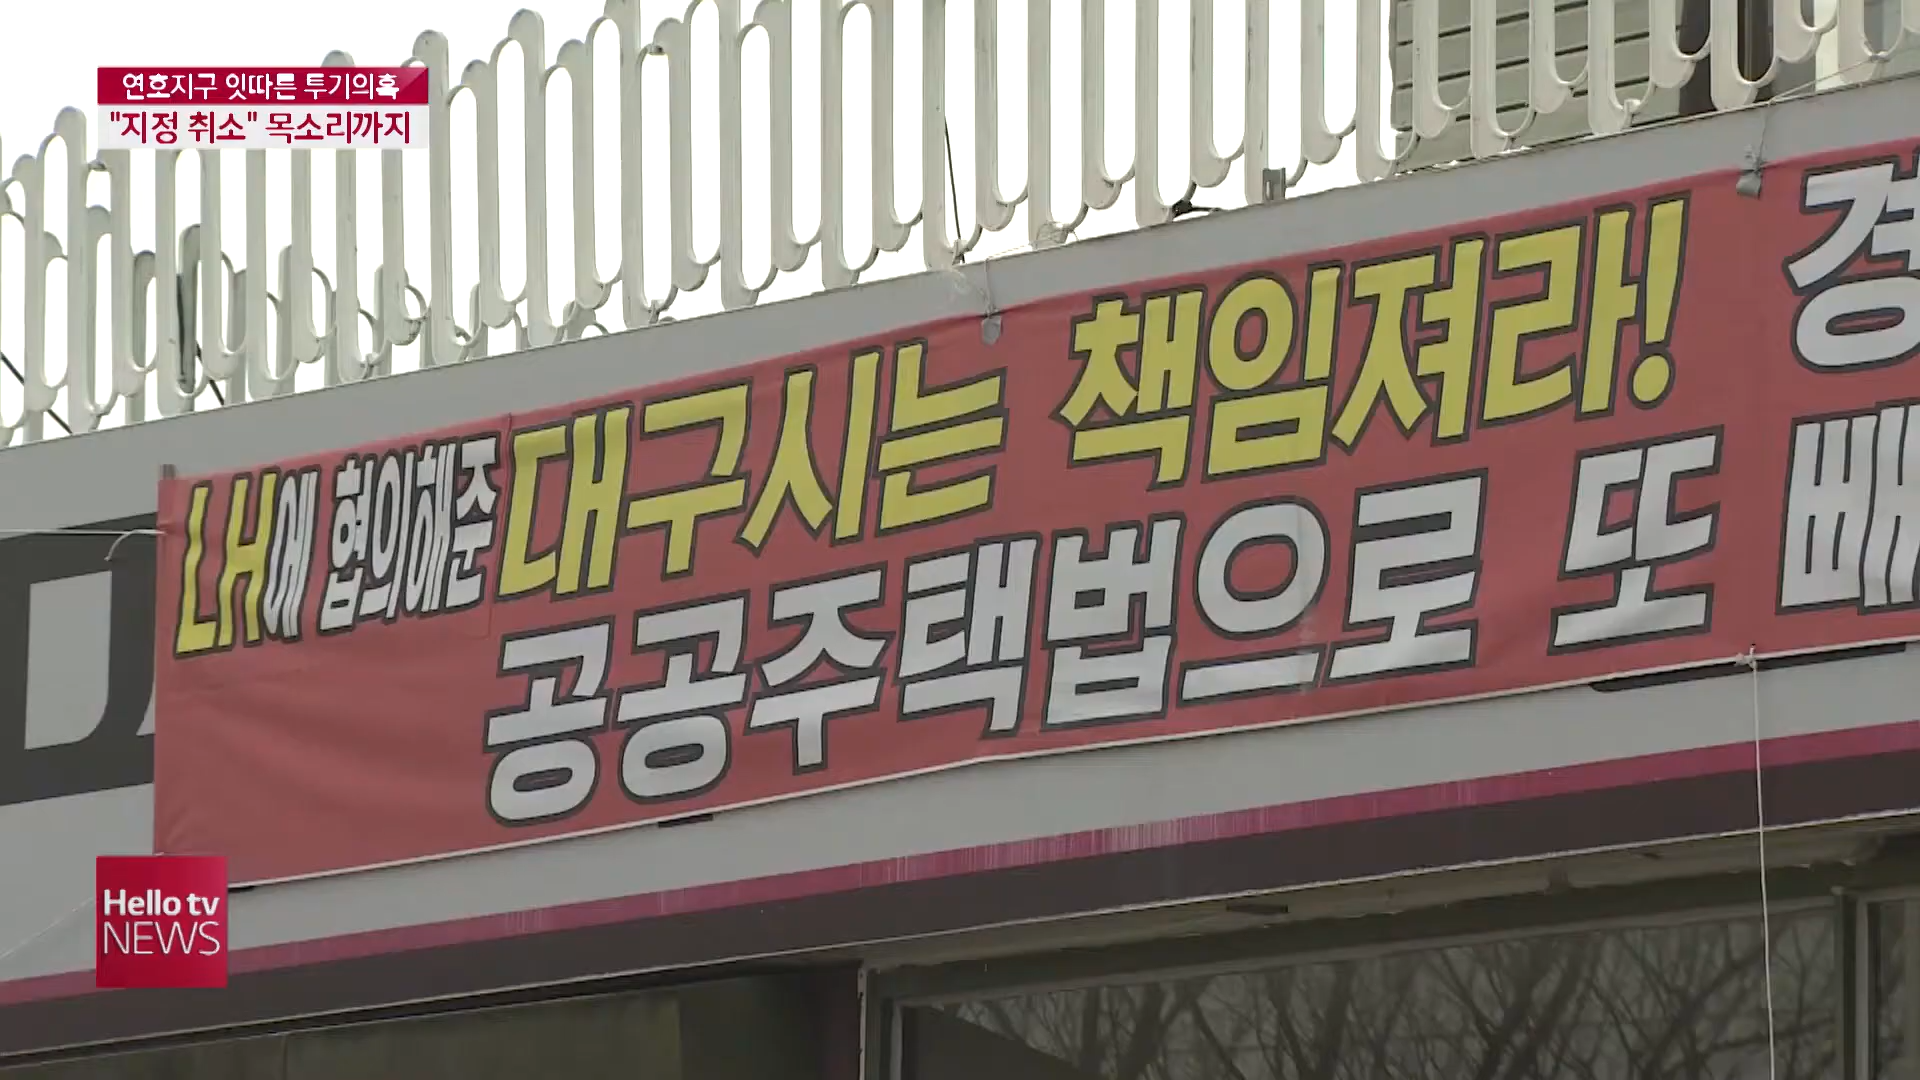 연호지구 잇따른 투기의혹
"지정 취소" 목소리까지
LH에 협의해준 대구시는 책임져라!
공공주택법으로 또
Hello tv
NEWS